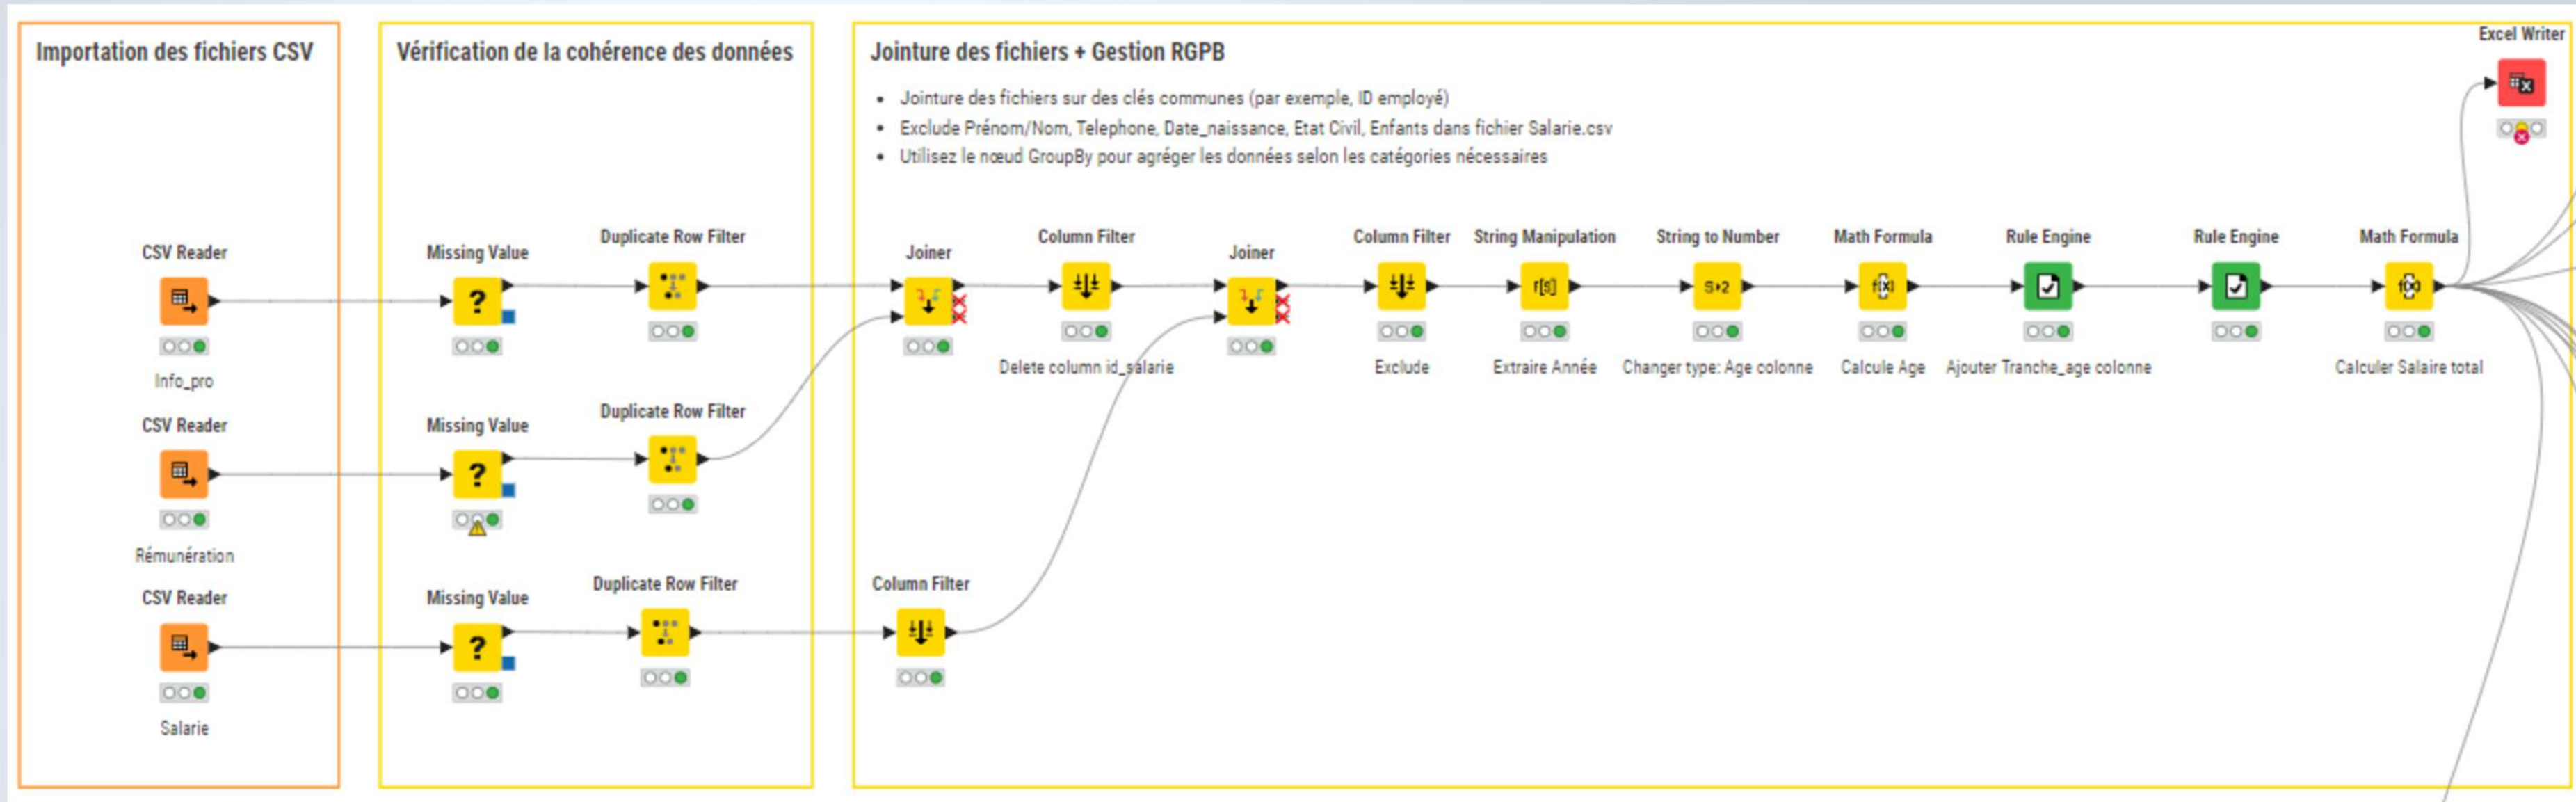 Importation des fichiers CSV
CSV Reader
Info_pro
CSV Reader
Rémunération
CSV Reader
Salarie
Vérification de la cohérence des données
Missing Value
Duplicate Row Filter
Missing Value
Duplicate Row Filter
Missing Value
Duplicate Row Filter
Jointure des fichiers + Gestion RGPB
• Jointure des fichiers sur des clés communes (par exemple, ID employé)
• Exclude Prénom/Nom, Telephone, Date_naissance, Etat Civil, Enfants dans fichier Salarie.csv
• Utilisez le nœud GroupBy pour agréger les données selon les catégories nécessaires
Excel Writer
Joiner
Column Filter
Delete column id_salarie
Joiner
Column Filter
Exclude
String Manipulation
f[s]
Extraire Année
String to Number
S+2
Changer type: Age colonne
Math Formula
f(x)
Calcule Age
Rule Engine
Ajouter Tranche_age colonne
Rule Engine
Math Formula
f(x)
Calculer Salaire total
Column Filter